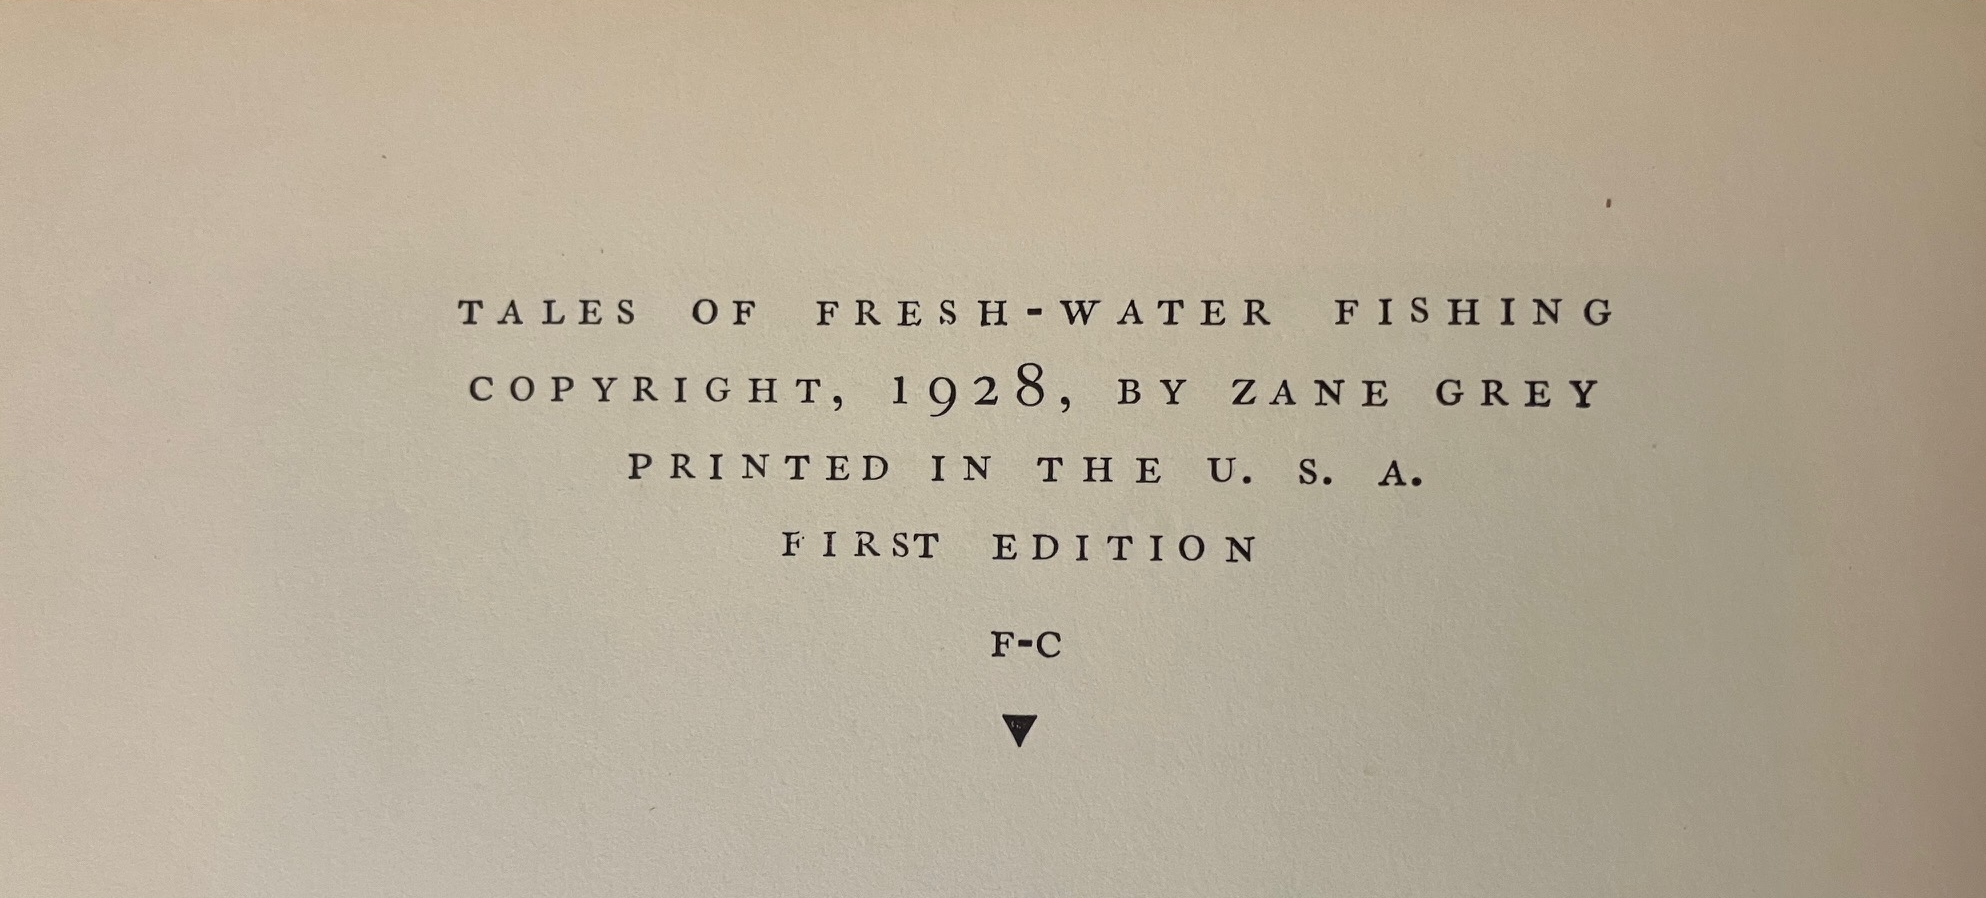 TALES OF FRESH-WATER FISHING
COPYRIGHT, 1928, BY ZANE GREY
PRINTED IN THE U. S. A.
FIRST EDITION
F-C